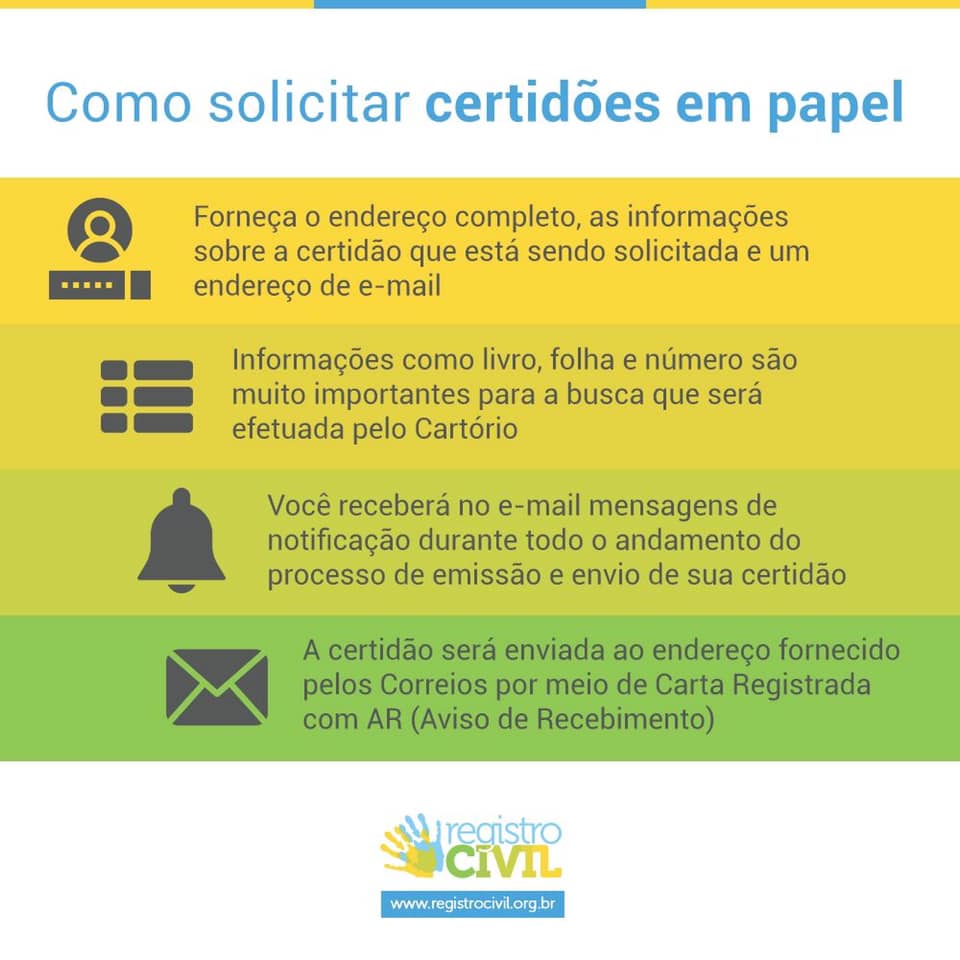 Como solicitar certidões em papel
Forneça o endereço completo, as informações
sobre a certidão que está sendo solicitada e um
endereço de e-mail
Informações como livro, folha e número são
muito importantes para a busca que será
efetuada pelo Cartório
Você receberá no e-mail mensagens de
notificação durante todo o andamento do
processo de emissão e envio de sua certidão
A certidão será enviada ao endereço fornecido
pelos Correios por meio de Carta Registrada
com AR (Aviso de Recebimento)
registro
CIVIL
www.registrocivil.org.br